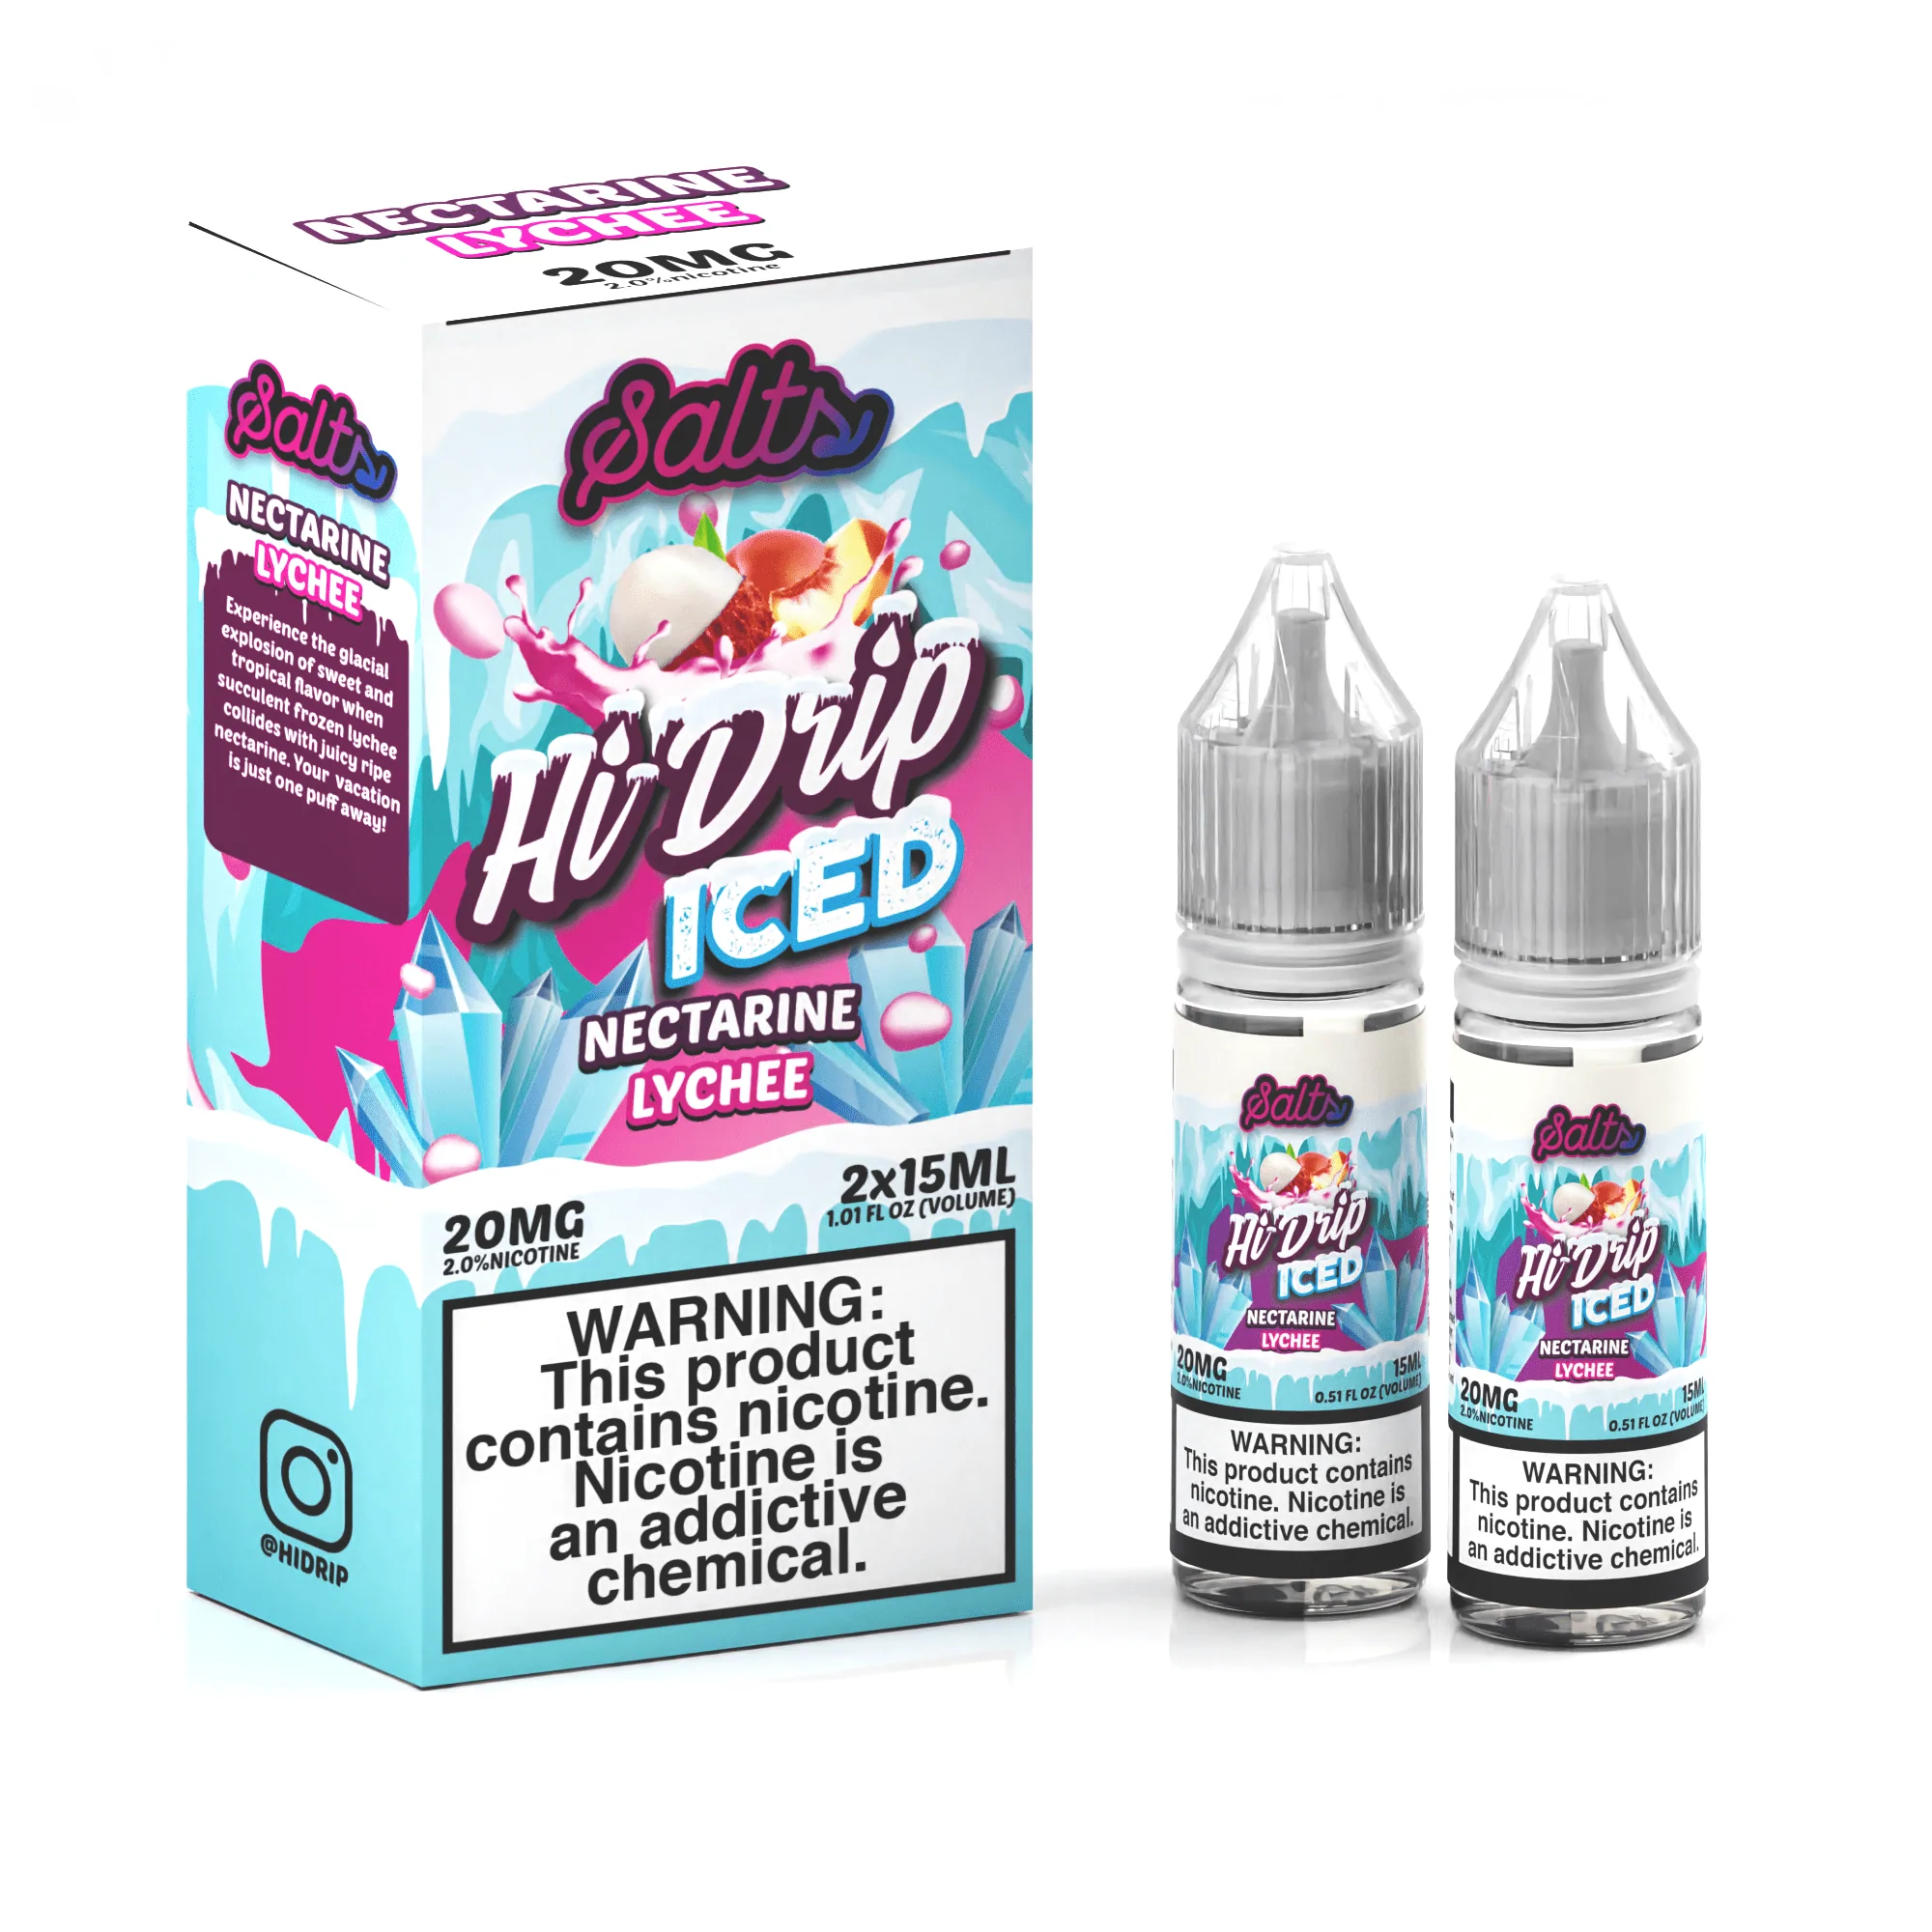 NECTARINE
LYCHEE
20MG
2.0%nicotine
Salts
NECTARINE
LYCHEE
Experience the glacial
explosion of sweet and
tropical flavor when
succulent frozen lychee
collides with juicy ripe
nectarine. Your vacation
is just one puff away!
@HIDRIP
Salts
Hi Drip
ICED
NECTARINE
LYCHEE
20MG
2.0%NICOTINE
2x15ML
1.01 FL OZ (VOLUME)
WARNING:
This product
contains nicotine.
Nicotine is
an addictive
chemical.
Salts
Hi Drip
ICED
NECTARINE
LYCHEE
20MG
2.0%NICOTINE
15ML
0.51 FL OZ (VOLUME)
WARNING:
This product contains
nicotine. Nicotine is
an addictive chemical.
Salts
Hi Drip
ICED
NECTARINE
LYCHEE
20MG
2.0%NICOTINE
15ML
0.51 FL OZ (VOLUME)
WARNING:
This product contains
nicotine. Nicotine is
an addictive chemical.